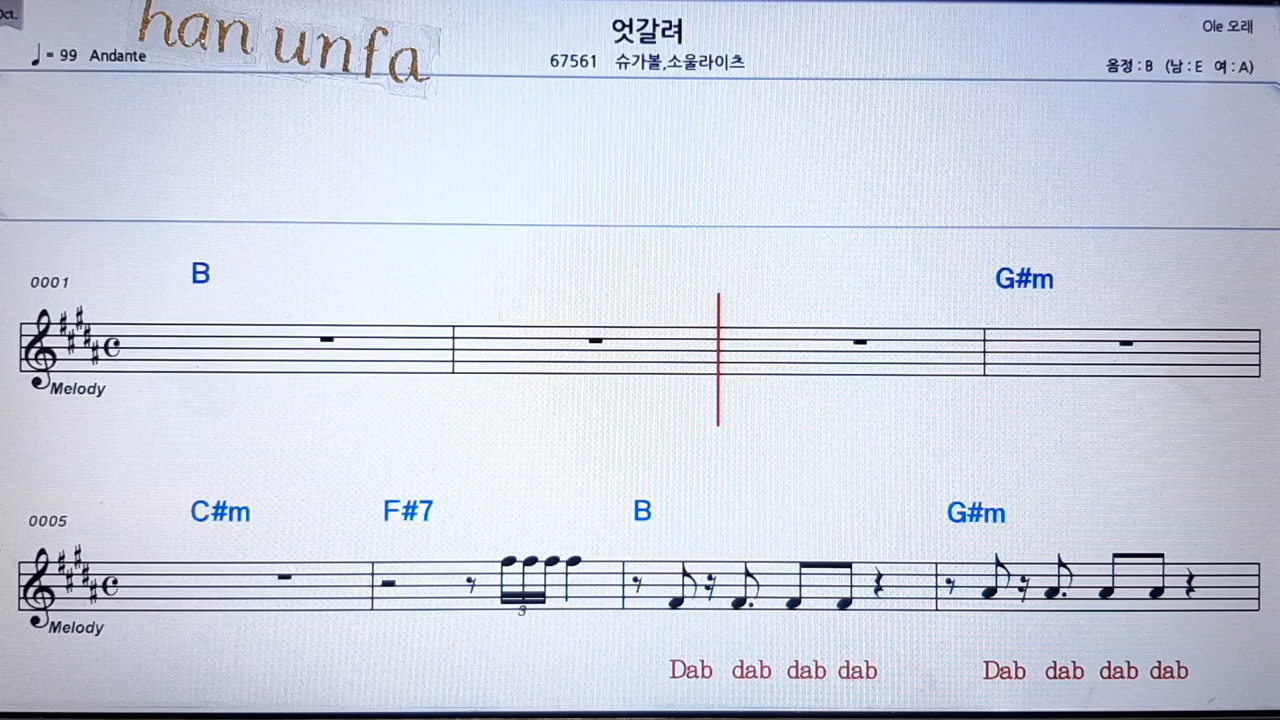 Oct.
han unfa
♩= 99 Andante
엇갈려
67561 슈가볼,소울라이츠
Ole 오래
음정 : B (남 : E 여 : A)
0001
B
G#m
Melody
0005
C#m F#7 B G#m
3
Melody
Dab dab dab dab Dab dab dab dab